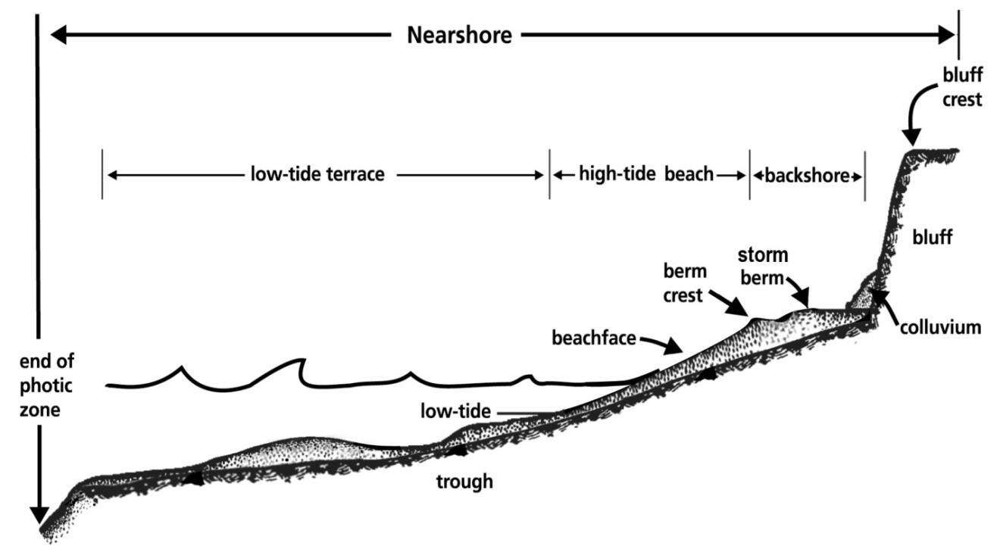 Nearshore
bluff
crest
low-tide terrace
high-tide beach
backshore
bluff
storm
berm
berm
crest
beachface
colluvium
end of
photic
zone
low-tide
trough